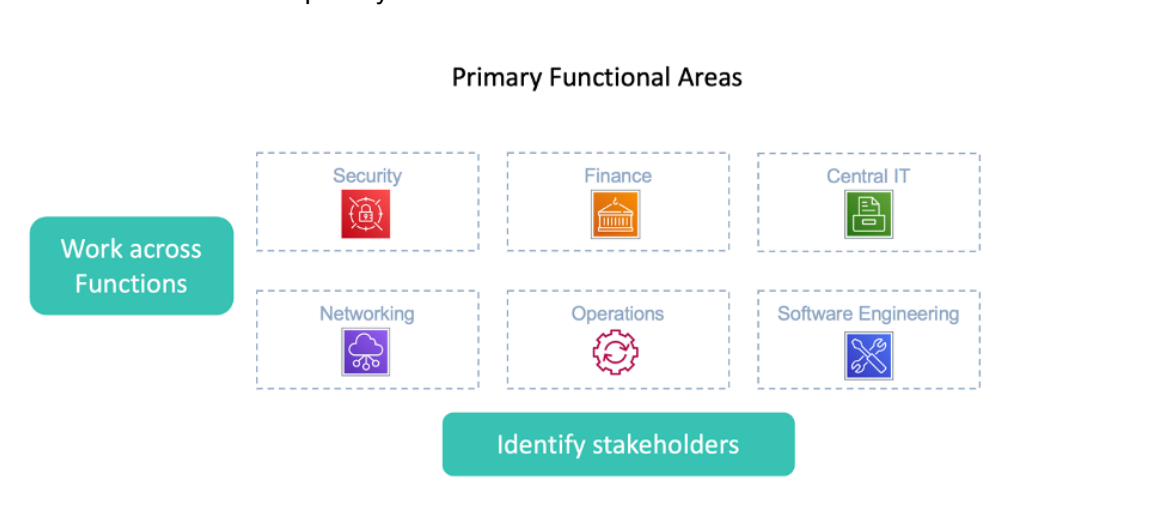 Primary Functional Areas
Security
Finance
Central IT
Work across
Functions
Networking
Operations
Software Engineering
Identify stakeholders